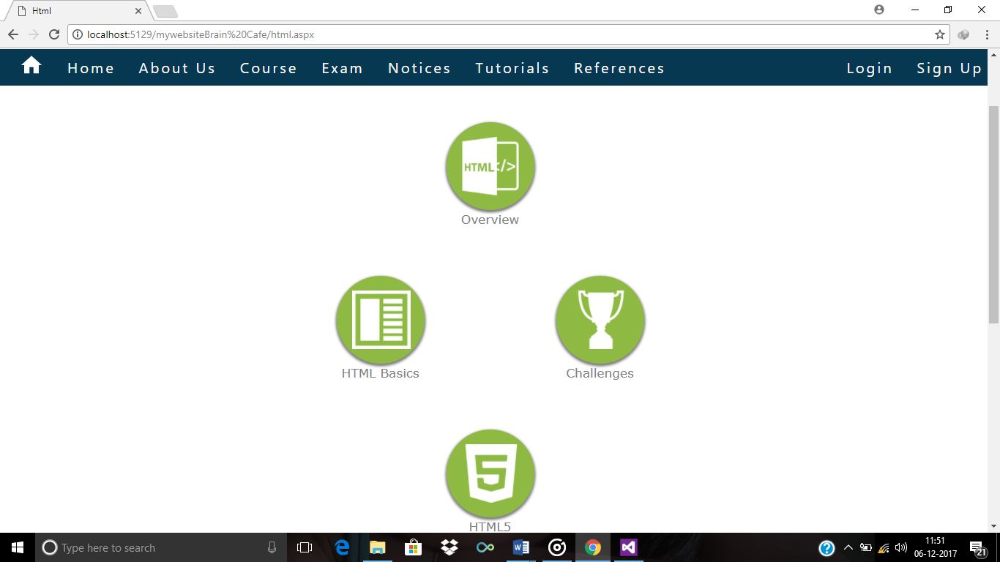 Html
localhost:5129/mywebsiteBrain%20Cafe/html.aspx
Home About Us Course Exam Notices Tutorials References Login Sign Up
HTML </>
Overview
HTML Basics
Challenges
5
HTML5
Type here to search
11:51
06-12-2017
21